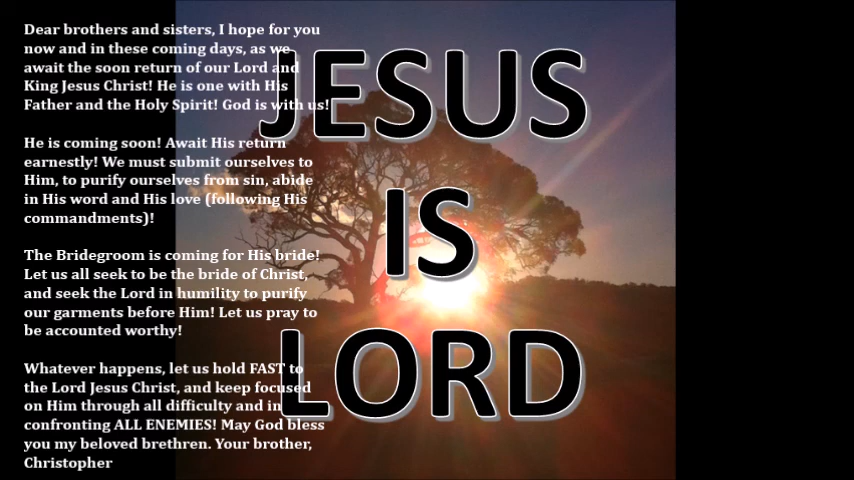 Dear brothers and sisters, I hope for you
now and in these coming days, as we
await the soon return of our Lord and
King Jesus Christ! He is one with His
Father and the Holy Spirit! God is with us!
He is coming soon! Await His return
earnestly! We must submit ourselves to
Him, to purify ourselves from sin, abide
in His word and His love (following His
commandments)!
The Bridegroom is coming for His bride!
Let us all seek to be the bride of Christ,
and seek the Lord in humility to purify
our garments before Him! Let us pray to
be accounted worthy!
Whatever happens, let us hold FAST to
the Lord Jesus Christ, and keep focused
on Him through all difficulty and in
confronting ALL ENEMIES! May God bless
you my beloved brethren. Your brother,
Christopher
JESUS
IS
LORD